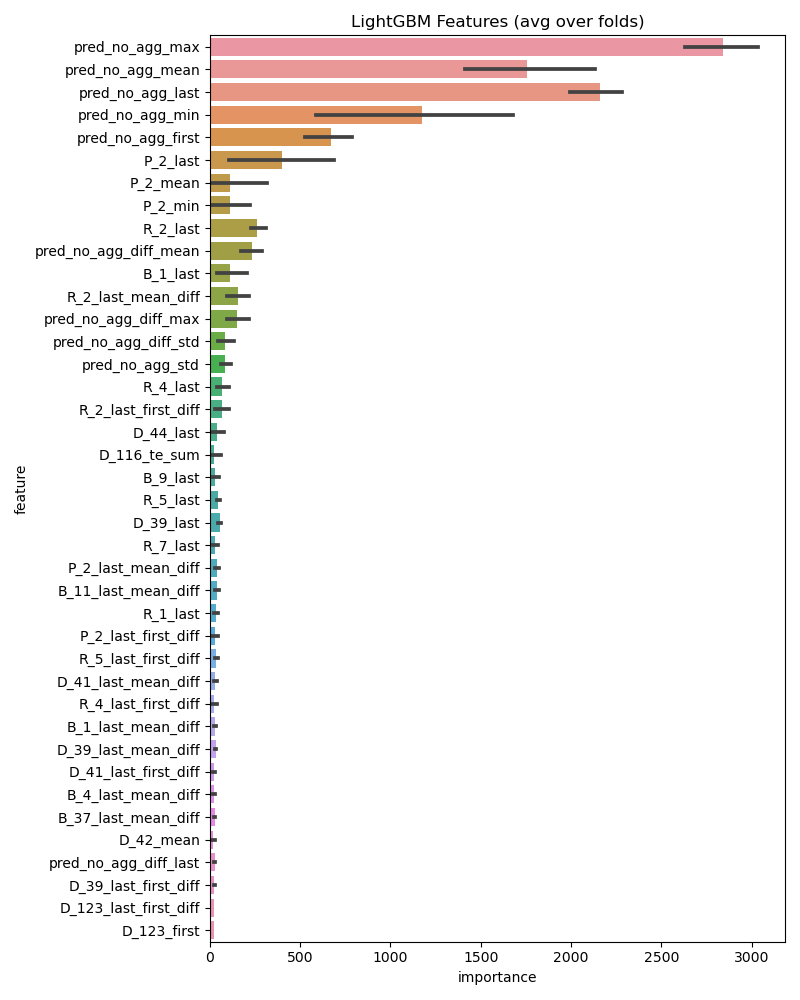 LightGBM Features (avg over folds)
feature
pred_no_agg_max
pred_no_agg_mean
pred_no_agg_last
pred_no_agg_min
pred_no_agg_first
P_2_last
P_2_mean
P_2_min
R_2_last
pred_no_agg_diff_mean
B_1_last
R_2_last_mean_diff
pred_no_agg_diff_max
pred_no_agg_diff_std
pred_no_agg_std
R_4_last
R_2_last_first_diff
D_44_last
D_116_te_sum
B_9_last
R_5_last
D_39_last
R_7_last
P_2_last_mean_diff
B_11_last_mean_diff
R_1_last
P_2_last_first_diff
R_5_last_first_diff
D_41_last_mean_diff
R_4_last_first_diff
B_1_last_mean_diff
D_39_last_mean_diff
D_41_last_first_diff
B_4_last_mean_diff
B_37_last_mean_diff
D_42_mean
pred_no_agg_diff_last
D_39_last_first_diff
D_123_last_first_diff
D_123_first
0 500 1000 1500 2000 2500 3000
importance